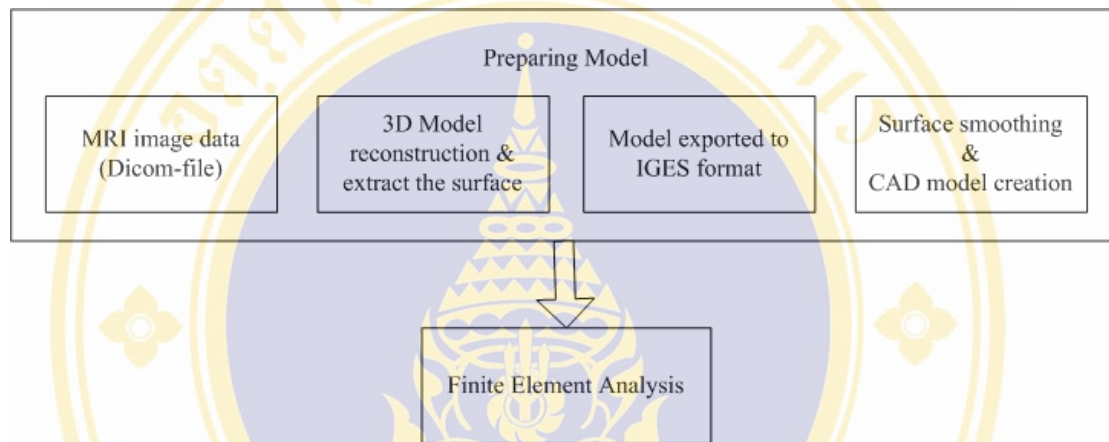 Preparing Model
MRI image data
(Dicom-file)
3D Model
reconstruction &
extract the surface
Model exported to
IGES format
Surface smoothing
&
CAD model creation
Finite Element Analysis